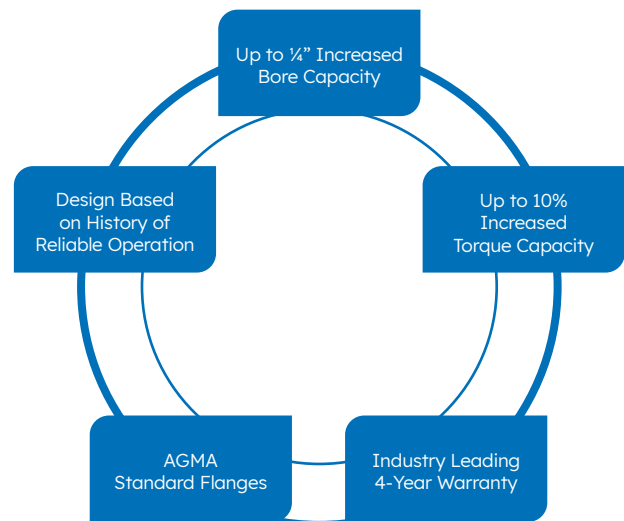 Up to ¼” Increased
Bore Capacity
Design Based
on History of
Reliable Operation
Up to 10%
Increased
Torque Capacity
AGMA
Standard Flanges
Industry Leading
4-Year Warranty